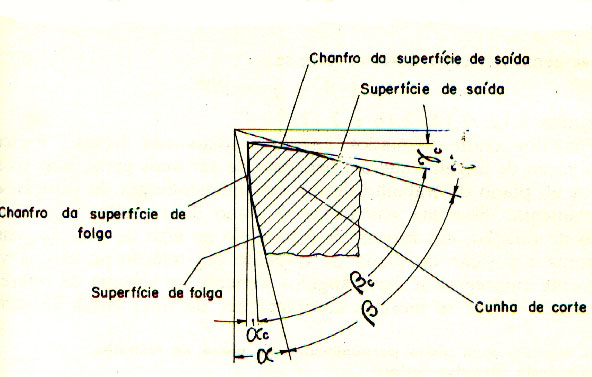 Chanfro da superfície de saída
Superfície de saída
γc
γ
Chanfro da superfície de
folga
Superfície de folga
βc
β
Cunha de corte
αc
α